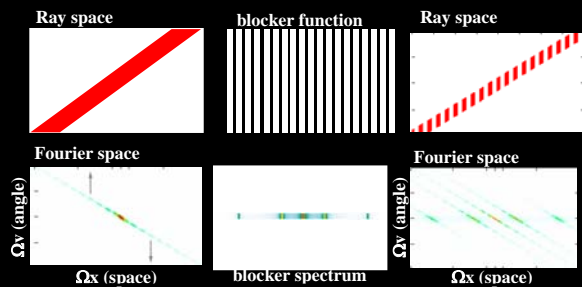 Ray space
blocker function
Ray space
Fourier space
Fourier space
Ωv (angle)
Ωv (angle)
Ωx (space)
blocker spectrum
Ωx (space)